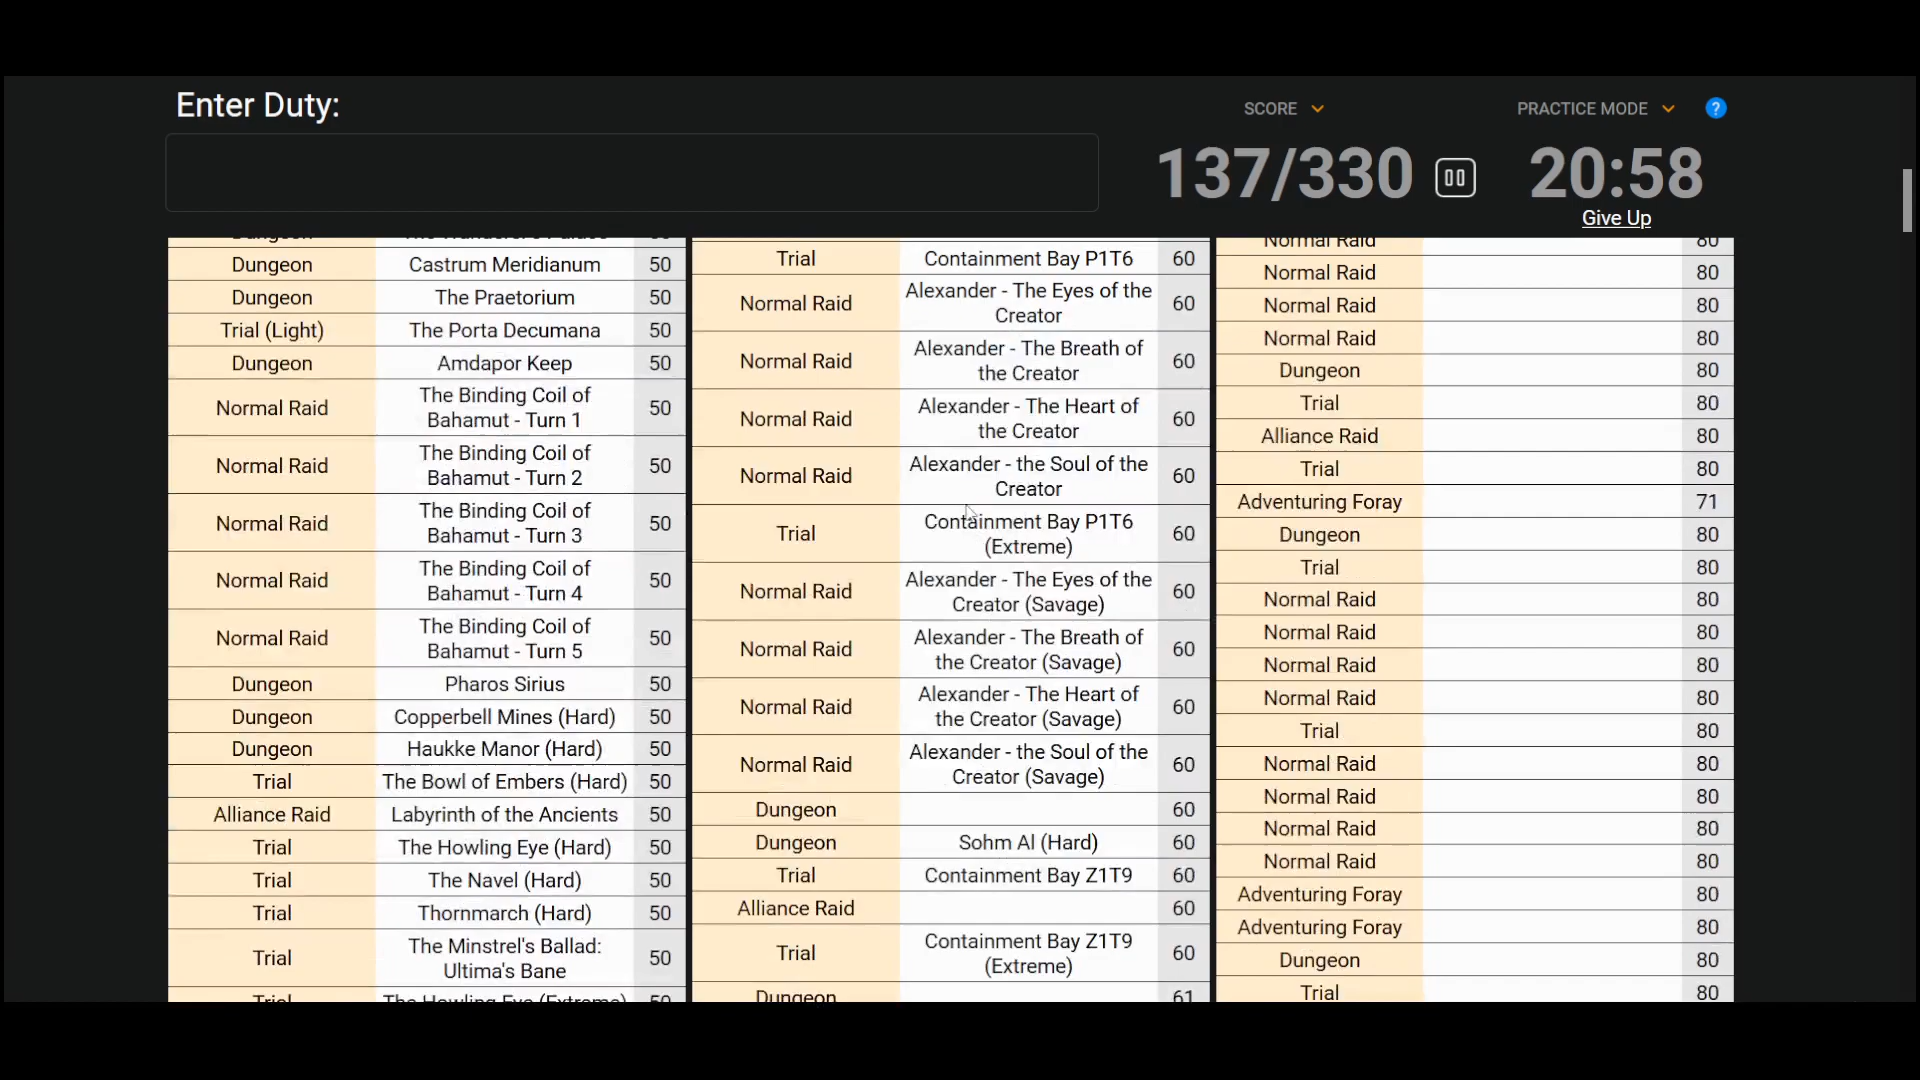 Enter Duty:
SCORE
PRACTICE MODE
?
137/330
20:58
Give Up
Dungeon Castrum Meridianum 50
Dungeon The Praetorium 50
Trial (Light) The Porta Decumana 50
Dungeon Amdapor Keep 50
Normal Raid The Binding Coil of
Bahamut - Turn 1 50
Normal Raid The Binding Coil of
Bahamut - Turn 2 50
Normal Raid The Binding Coil of
Bahamut - Turn 3 50
Normal Raid The Binding Coil of
Bahamut - Turn 4 50
Normal Raid The Binding Coil of
Bahamut - Turn 5 50
Dungeon Pharos Sirius 50
Dungeon Copperbell Mines (Hard) 50
Dungeon Haukke Manor (Hard) 50
Trial The Bowl of Embers (Hard) 50
Alliance Raid Labyrinth of the Ancients 50
Trial The Howling Eye (Hard) 50
Trial The Navel (Hard) 50
Trial Thornmarch (Hard) 50
Trial The Minstrel's Ballad:
Ultima's Bane 50
Trial The Howling Eye (Extreme) 50
Trial Containment Bay P1T6 60
Normal Raid Alexander - The Eyes of the
Creator 60
Normal Raid Alexander - The Breath of
the Creator 60
Normal Raid Alexander - The Heart of
the Creator 60
Normal Raid Alexander - the Soul of the
Creator 60
Trial Containment Bay P1T6
(Extreme) 60
Normal Raid Alexander - The Eyes of the
Creator (Savage) 60
Normal Raid Alexander - The Breath of
the Creator (Savage) 60
Normal Raid Alexander - The Heart of
the Creator (Savage) 60
Normal Raid Alexander - the Soul of the
Creator (Savage) 60
Dungeon 60
Dungeon Sohm Al (Hard) 60
Trial Containment Bay Z1T9 60
Alliance Raid 60
Trial Containment Bay Z1T9
(Extreme) 60
Dungeon 61
Normal Raid 80
Normal Raid 80
Normal Raid 80
Normal Raid 80
Dungeon 80
Trial 80
Alliance Raid 80
Trial 80
Adventuring Foray 71
Dungeon 80
Trial 80
Normal Raid 80
Normal Raid 80
Normal Raid 80
Normal Raid 80
Trial 80
Normal Raid 80
Normal Raid 80
Normal Raid 80
Normal Raid 80
Adventuring Foray 80
Adventuring Foray 80
Dungeon 80
Trial 80